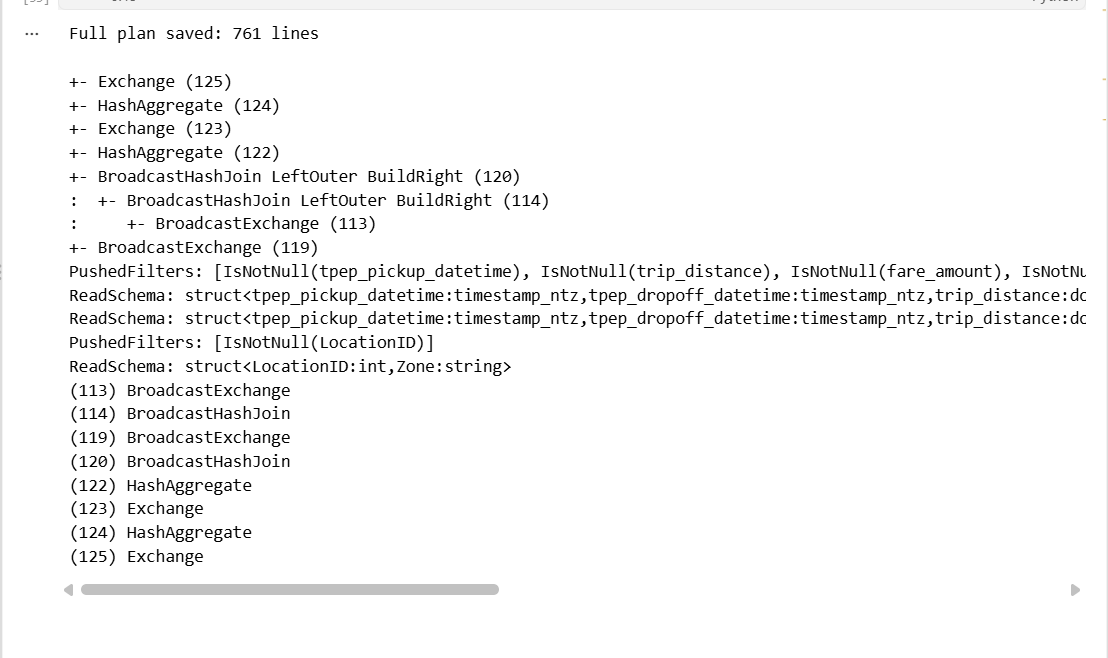 ... Full plan saved: 761 lines
+- Exchange (125)
+- HashAggregate (124)
+- Exchange (123)
+- HashAggregate (122)
+- BroadcastHashJoin LeftOuter BuildRight (120)
:  +- BroadcastHashJoin LeftOuter BuildRight (114)
:     +- BroadcastExchange (113)
+- BroadcastExchange (119)
PushedFilters: [IsNotNull(tpep_pickup_datetime), IsNotNull(trip_distance), IsNotNull(fare_amount), IsNotNu
ReadSchema: struct<tpep_pickup_datetime:timestamp_ntz,tpep_dropoff_datetime:timestamp_ntz,trip_distance:do
ReadSchema: struct<tpep_pickup_datetime:timestamp_ntz,tpep_dropoff_datetime:timestamp_ntz,trip_distance:do
PushedFilters: [IsNotNull(LocationID)]
ReadSchema: struct<LocationID:int,Zone:string>
(113) BroadcastExchange
(114) BroadcastHashJoin
(119) BroadcastExchange
(120) BroadcastHashJoin
(122) HashAggregate
(123) Exchange
(124) HashAggregate
(125) Exchange